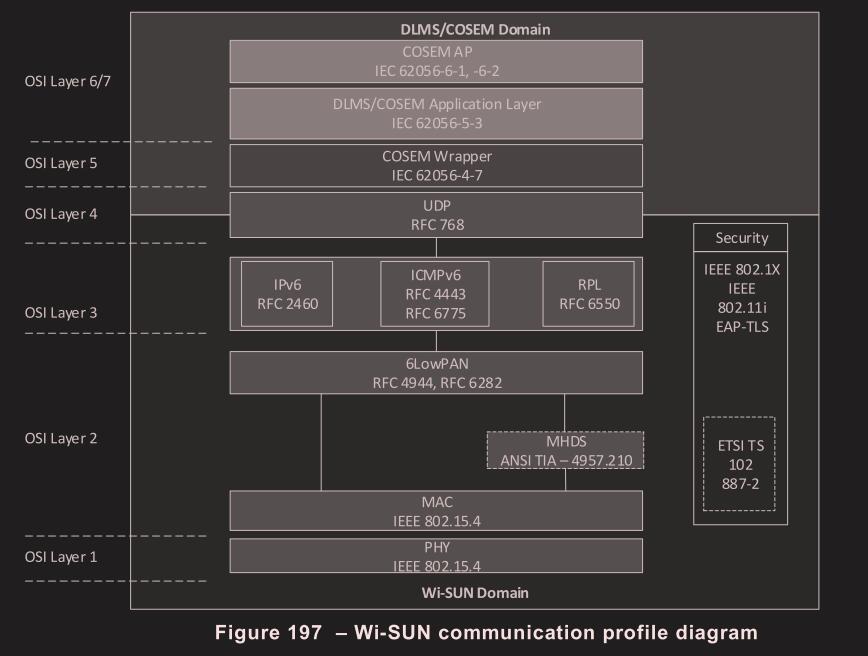 DLMS/COSEM Domain
COSEM AP
IEC 62056-6-1, -6-2
OSI Layer 6/7
DLMS/COSEM Application Layer
IEC 62056-5-3
OSI Layer 5
COSEM Wrapper
IEC 62056-4-7
OSI Layer 4
UDP
RFC 768
OSI Layer 3
IPv6
RFC 2460
ICMPv6
RFC 4443
RFC 6775
RPL
RFC 6550
6LowPAN
RFC 4944, RFC 6282
OSI Layer 2
MHDS
ANSI TIA – 4957.210
MAC
IEEE 802.15.4
OSI Layer 1
PHY
IEEE 802.15.4
Security
IEEE 802.1X
IEEE
802.11i
EAP-TLS
ETSI TS
102
887-2
Wi-SUN Domain
Figure 197 – Wi-SUN communication profile diagram